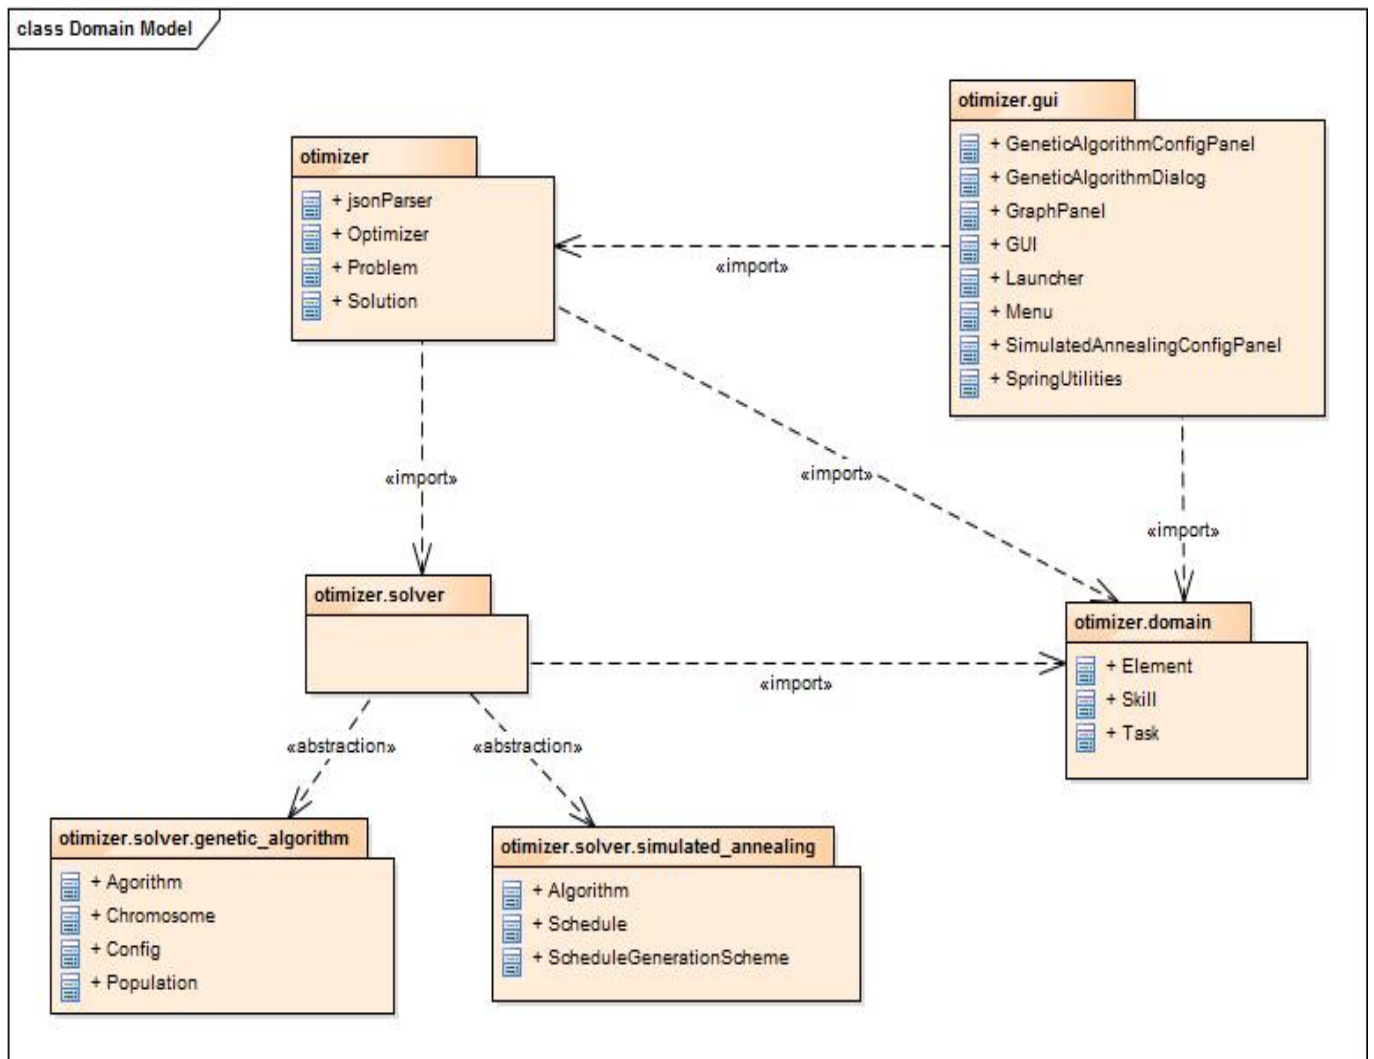 class Domain Model
otimizer.gui
+ GeneticAlgorithmConfigPanel
+ GeneticAlgorithmDialog
+ GraphPanel
+ GUI
+ Launcher
+ Menu
+ SimulatedAnnealingConfigPanel
+ SpringUtilities
otimizer
+ jsonParser
+ Optimizer
+ Problem
+ Solution
«import»
«import»
«import»
«import»
otimizer.solver
otimizer.domain
+ Element
+ Skill
+ Task
«import»
«abstraction»
«abstraction»
otimizer.solver.genetic_algorithm
+ Agorithm
+ Chromosome
+ Config
+ Population
otimizer.solver.simulated_annealing
+ Algorithm
+ Schedule
+ ScheduleGenerationScheme